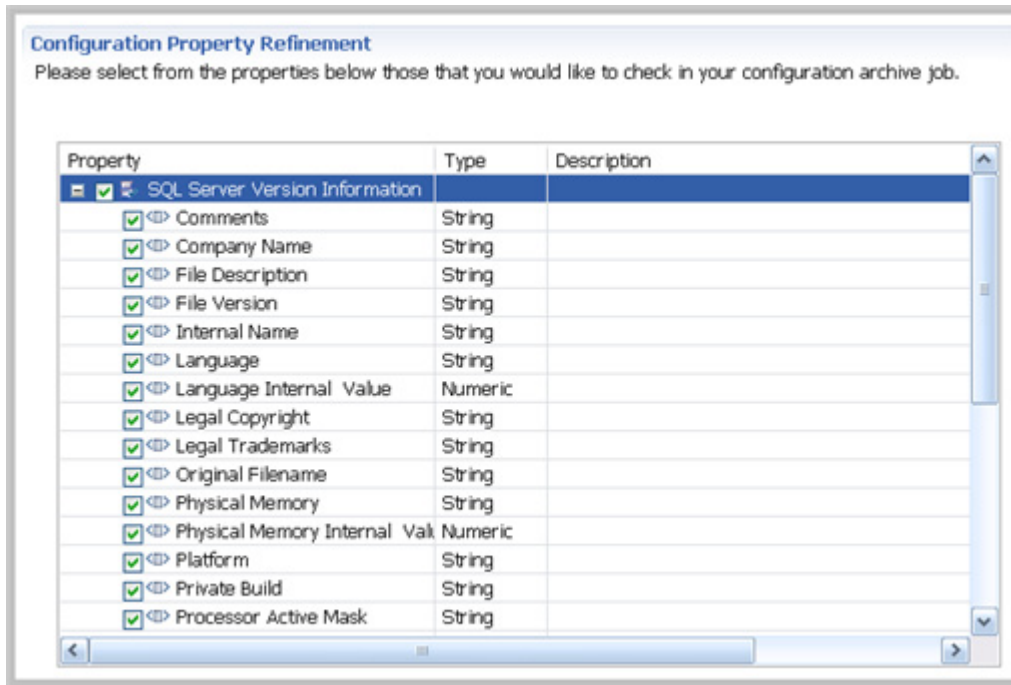 Configuration Property Refinement
Please select from the properties below those that you would like to check in your configuration archive job.
Property Type Description
SQL Server Version Information
Comments String
Company Name String
File Description String
File Version String
Internal Name String
Language String
Language Internal Value Numeric
Legal Copyright String
Legal Trademarks String
Original Filename String
Physical Memory String
Physical Memory Internal Val Numeric
Platform String
Private Build String
Processor Active Mask String